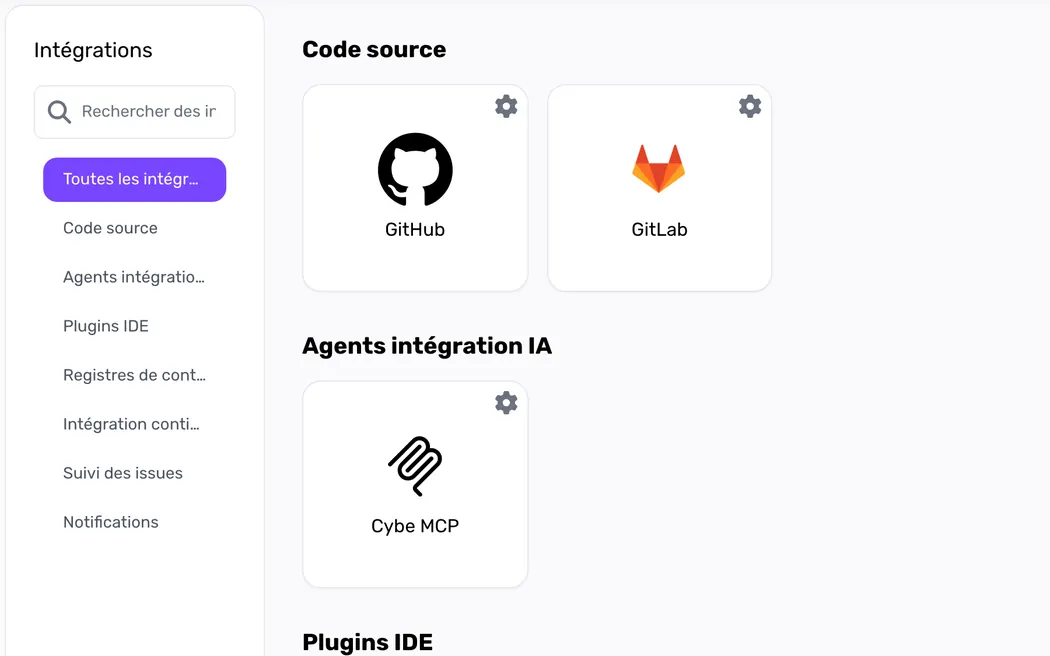 Intégrations
Rechercher des in
Toutes les intégr…
Code source
Agents intégratio…
Plugins IDE
Registres de cont…
Intégration conti…
Suivi des issues
Notifications
Code source
GitHub
GitLab
Agents intégration IA
Cybe MCP
Plugins IDE